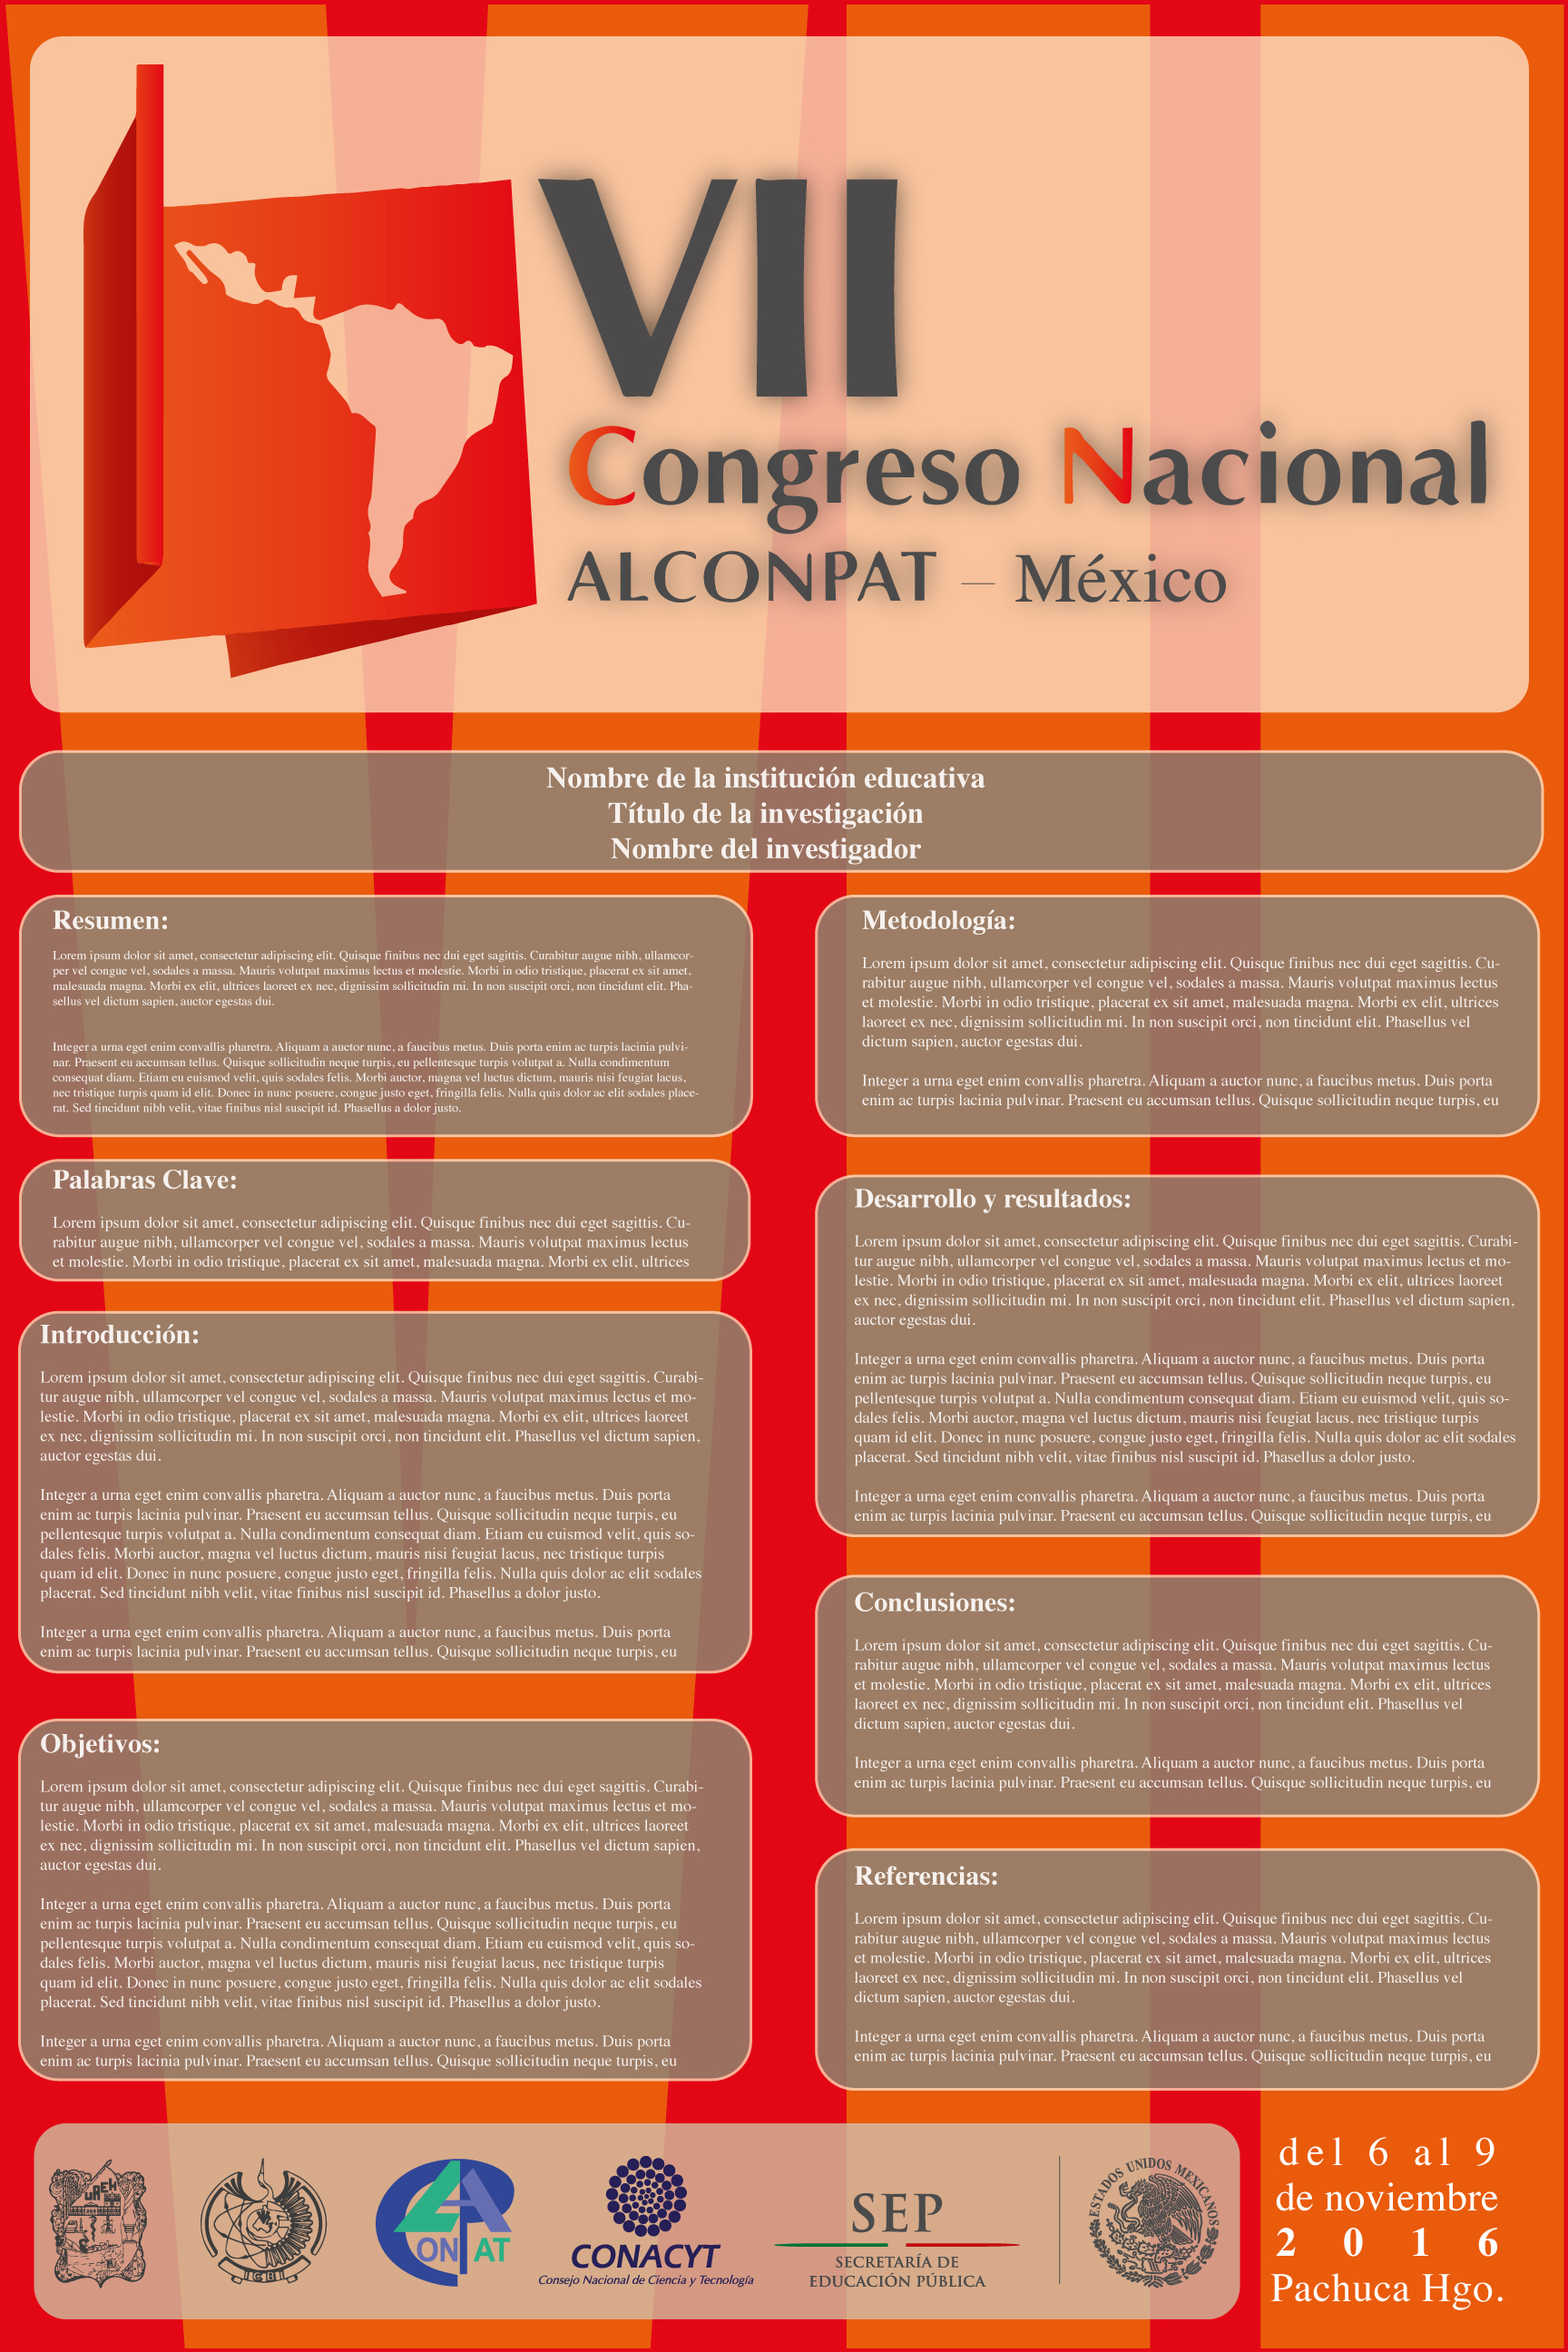 VII
Congreso Nacional
ALCONPAT – México
Nombre de la institución educativa
Título de la investigación
Nombre del investigador
Resumen:
Lorem ipsum dolor sit amet, consectetur adipiscing elit. Quisque finibus nec dui eget sagittis. Curabitur augue nibh, ullamcor-
per vel congue vel, sodales a massa. Mauris volutpat maximus lectus et molestie. Morbi in odio tristique, placerat ex sit amet,
malesuada magna. Morbi ex elit, ultrices laoreet ex nec, dignissim sollicitudin mi. In non suscipit orci, non tincidunt elit. Pha-
sellus vel dictum sapien, auctor egestas dui.
Integer a urna eget enim convallis pharetra. Aliquam a auctor nunc, a faucibus metus. Duis porta enim ac turpis lacinia pulvi-
nar. Praesent eu accumsan tellus. Quisque sollicitudin neque turpis, eu pellentesque turpis volutpat a. Nulla condimentum
consequat diam. Etiam eu euismod velit, quis sodales felis. Morbi auctor, magna vel luctus dictum, mauris nisi feugiat lacus,
nec tristique turpis quam id elit. Donec in nunc posuere, congue justo eget, fringilla felis. Nulla quis dolor ac elit sodales place-
rat. Sed tincidunt nibh velit, vitae finibus nisl suscipit id. Phasellus a dolor justo.
Palabras Clave:
Lorem ipsum dolor sit amet, consectetur adipiscing elit. Quisque finibus nec dui eget sagittis. Cu-
rabitur augue nibh, ullamcorper vel congue vel, sodales a massa. Mauris volutpat maximus lectus
et molestie. Morbi in odio tristique, placerat ex sit amet, malesuada magna. Morbi ex elit, ultrices
Introducción:
Lorem ipsum dolor sit amet, consectetur adipiscing elit. Quisque finibus nec dui eget sagittis. Curabi-
tur augue nibh, ullamcorper vel congue vel, sodales a massa. Mauris volutpat maximus lectus et mo-
lestie. Morbi in odio tristique, placerat ex sit amet, malesuada magna. Morbi ex elit, ultrices laoreet
ex nec, dignissim sollicitudin mi. In non suscipit orci, non tincidunt elit. Phasellus vel dictum sapien,
auctor egestas dui.
Integer a urna eget enim convallis pharetra. Aliquam a auctor nunc, a faucibus metus. Duis porta
enim ac turpis lacinia pulvinar. Praesent eu accumsan tellus. Quisque sollicitudin neque turpis, eu
pellentesque turpis volutpat a. Nulla condimentum consequat diam. Etiam eu euismod velit, quis so-
dales felis. Morbi auctor, magna vel luctus dictum, mauris nisi feugiat lacus, nec tristique turpis
quam id elit. Donec in nunc posuere, congue justo eget, fringilla felis. Nulla quis dolor ac elit sodales
placerat. Sed tincidunt nibh velit, vitae finibus nisl suscipit id. Phasellus a dolor justo.
Integer a urna eget enim convallis pharetra. Aliquam a auctor nunc, a faucibus metus. Duis porta
enim ac turpis lacinia pulvinar. Praesent eu accumsan tellus. Quisque sollicitudin neque turpis, eu
Objetivos:
Lorem ipsum dolor sit amet, consectetur adipiscing elit. Quisque finibus nec dui eget sagittis. Curabi-
tur augue nibh, ullamcorper vel congue vel, sodales a massa. Mauris volutpat maximus lectus et mo-
lestie. Morbi in odio tristique, placerat ex sit amet, malesuada magna. Morbi ex elit, ultrices laoreet
ex nec, dignissim sollicitudin mi. In non suscipit orci, non tincidunt elit. Phasellus vel dictum sapien,
auctor egestas dui.
Integer a urna eget enim convallis pharetra. Aliquam a auctor nunc, a faucibus metus. Duis porta
enim ac turpis lacinia pulvinar. Praesent eu accumsan tellus. Quisque sollicitudin neque turpis, eu
pellentesque turpis volutpat a. Nulla condimentum consequat diam. Etiam eu euismod velit, quis so-
dales felis. Morbi auctor, magna vel luctus dictum, mauris nisi feugiat lacus, nec tristique turpis
quam id elit. Donec in nunc posuere, congue justo eget, fringilla felis. Nulla quis dolor ac elit sodales
placerat. Sed tincidunt nibh velit, vitae finibus nisl suscipit id. Phasellus a dolor justo.
Integer a urna eget enim convallis pharetra. Aliquam a auctor nunc, a faucibus metus. Duis porta
enim ac turpis lacinia pulvinar. Praesent eu accumsan tellus. Quisque sollicitudin neque turpis, eu
Metodología:
Lorem ipsum dolor sit amet, consectetur adipiscing elit. Quisque finibus nec dui eget sagittis. Cu-
rabitur augue nibh, ullamcorper vel congue vel, sodales a massa. Mauris volutpat maximus lectus
et molestie. Morbi in odio tristique, placerat ex sit amet, malesuada magna. Morbi ex elit, ultrices
laoreet ex nec, dignissim sollicitudin mi. In non suscipit orci, non tincidunt elit. Phasellus vel
dictum sapien, auctor egestas dui.
Integer a urna eget enim convallis pharetra. Aliquam a auctor nunc, a faucibus metus. Duis porta
enim ac turpis lacinia pulvinar. Praesent eu accumsan tellus. Quisque sollicitudin neque turpis, eu
Desarrollo y resultados:
Lorem ipsum dolor sit amet, consectetur adipiscing elit. Quisque finibus nec dui eget sagittis. Curabi-
tur augue nibh, ullamcorper vel congue vel, sodales a massa. Mauris volutpat maximus lectus et mo-
lestie. Morbi in odio tristique, placerat ex sit amet, malesuada magna. Morbi ex elit, ultrices laoreet
ex nec, dignissim sollicitudin mi. In non suscipit orci, non tincidunt elit. Phasellus vel dictum sapien,
auctor egestas dui.
Integer a urna eget enim convallis pharetra. Aliquam a auctor nunc, a faucibus metus. Duis porta
enim ac turpis lacinia pulvinar. Praesent eu accumsan tellus. Quisque sollicitudin neque turpis, eu
pellentesque turpis volutpat a. Nulla condimentum consequat diam. Etiam eu euismod velit, quis so-
dales felis. Morbi auctor, magna vel luctus dictum, mauris nisi feugiat lacus, nec tristique turpis
quam id elit. Donec in nunc posuere, congue justo eget, fringilla felis. Nulla quis dolor ac elit sodales
placerat. Sed tincidunt nibh velit, vitae finibus nisl suscipit id. Phasellus a dolor justo.
Integer a urna eget enim convallis pharetra. Aliquam a auctor nunc, a faucibus metus. Duis porta
enim ac turpis lacinia pulvinar. Praesent eu accumsan tellus. Quisque sollicitudin neque turpis, eu
Conclusiones:
Lorem ipsum dolor sit amet, consectetur adipiscing elit. Quisque finibus nec dui eget sagittis. Cu-
rabitur augue nibh, ullamcorper vel congue vel, sodales a massa. Mauris volutpat maximus lectus
et molestie. Morbi in odio tristique, placerat ex sit amet, malesuada magna. Morbi ex elit, ultrices
laoreet ex nec, dignissim sollicitudin mi. In non suscipit orci, non tincidunt elit. Phasellus vel
dictum sapien, auctor egestas dui.
Integer a urna eget enim convallis pharetra. Aliquam a auctor nunc, a faucibus metus. Duis porta
enim ac turpis lacinia pulvinar. Praesent eu accumsan tellus. Quisque sollicitudin neque turpis, eu
Referencias:
Lorem ipsum dolor sit amet, consectetur adipiscing elit. Quisque finibus nec dui eget sagittis. Cu-
rabitur augue nibh, ullamcorper vel congue vel, sodales a massa. Mauris volutpat maximus lectus
et molestie. Morbi in odio tristique, placerat ex sit amet, malesuada magna. Morbi ex elit, ultrices
laoreet ex nec, dignissim sollicitudin mi. In non suscipit orci, non tincidunt elit. Phasellus vel
dictum sapien, auctor egestas dui.
Integer a urna eget enim convallis pharetra. Aliquam a auctor nunc, a faucibus metus. Duis porta
enim ac turpis lacinia pulvinar. Praesent eu accumsan tellus. Quisque sollicitudin neque turpis, eu
UAEH
ICBI
ALCONPAT
CONACYT
Consejo Nacional de Ciencia y Tecnología
SEP
SECRETARÍA DE
EDUCACIÓN PÚBLICA
ESTADOS UNIDOS MEXICANOS
del 6 al 9
de noviembre
2016
Pachuca Hgo.